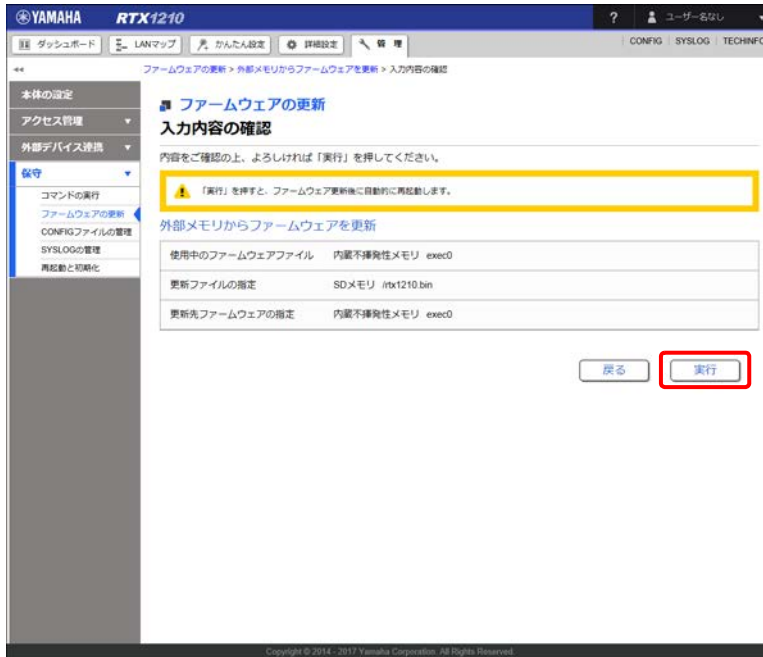 YAMAHA RTX1210 ? ユーザー名なし
ダッシュボード LANマップ かんたん設定 詳細設定 管理 CONFIG SYSLOG TECHINFO
ファームウェアの更新 > 外部メモリからファームウェアを更新 > 入力内容の確認
本体の設定
アクセス管理
外部デバイス連携
保守
コマンドの実行
ファームウェアの更新
CONFIGファイルの管理
SYSLOGの管理
再起動と初期化
ファームウェアの更新
入力内容の確認
内容をご確認の上、よろしければ「実行」を押してください。
「実行」を押すと、ファームウェア更新後に自動的に再起動します。
外部メモリからファームウェアを更新
使用中のファームウェアファイル 内蔵不揮発性メモリ exec0
更新ファイルの指定 SDメモリ /rtx1210.bin
更新先ファームウェアの指定 内蔵不揮発性メモリ exec0
戻る 実行
Copyright © 2014 - 2017 Yamaha Corporation. All Rights Reserved.